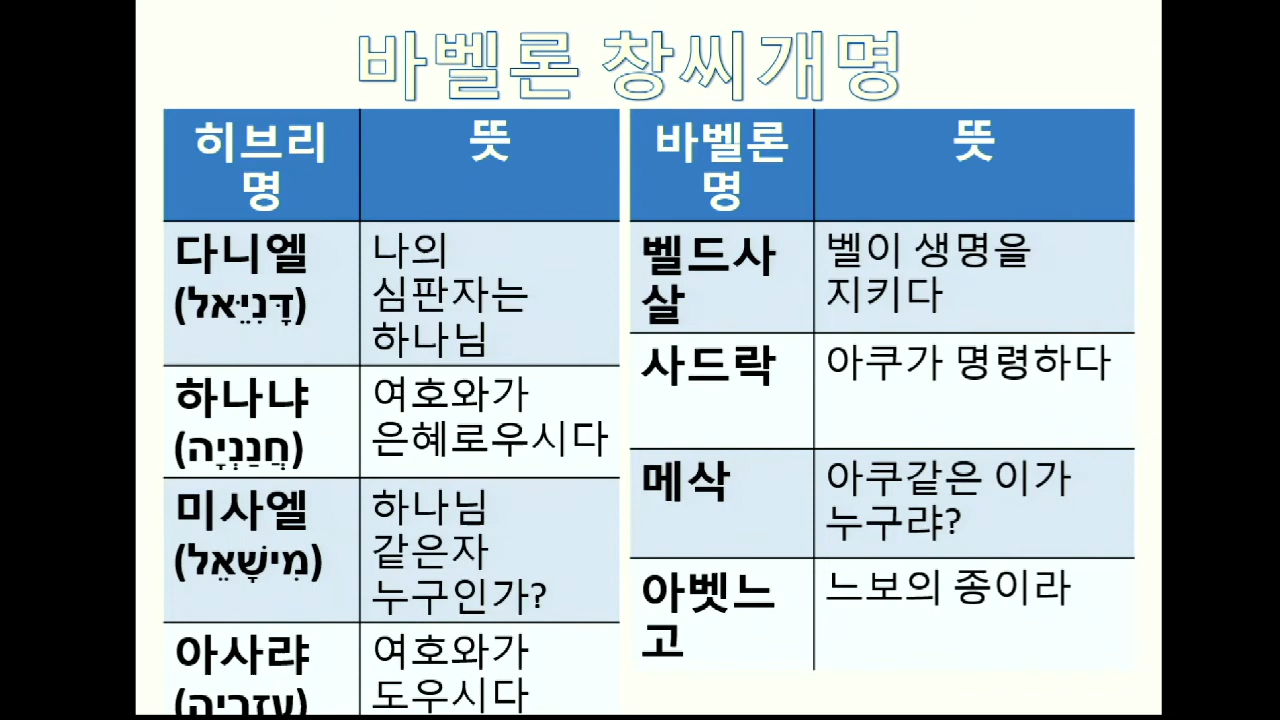 바벨론 창씨개명
히브리
명
뜻
다니엘
(דָּנִיֵּאל)
나의
심판자는
하나님
하나냐
(חֲנַנְיָה)
여호와가
은혜로우시다
미사엘
(מִישָׁאֵל)
하나님
같은자
누구인가?
아사랴
여호와가
도우시다
바벨론
명
뜻
벨드사
살
벨이 생명을
지키다
사드락
아쿠가 명령하다
메삭
아쿠같은 이가
누구랴?
아벳느
고
느보의 종이라